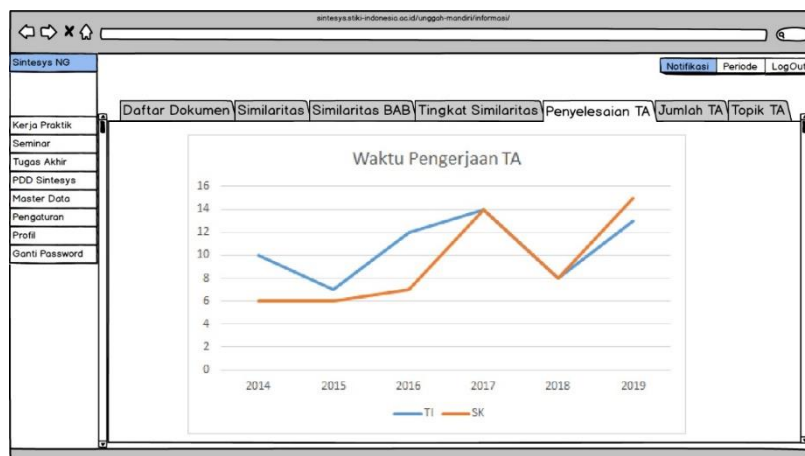 sintesys.stiki-indonesia.ac.id/unggah-mandiri/informasi/
Sintesys NG
Notifikasi Periode LogOut
Daftar Dokumen Similaritas Similaritas BAB Tingkat Similaritas Penyelesaian TA Jumlah TA Topik TA
Kerja Praktik
Seminar
Tugas Akhir
PDD Sintesys
Master Data
Pengaturan
Profil
Ganti Password
Waktu Pengerjaan TA
16
14
12
10
8
6
4
2
0
2014 2015 2016 2017 2018 2019
TI SK